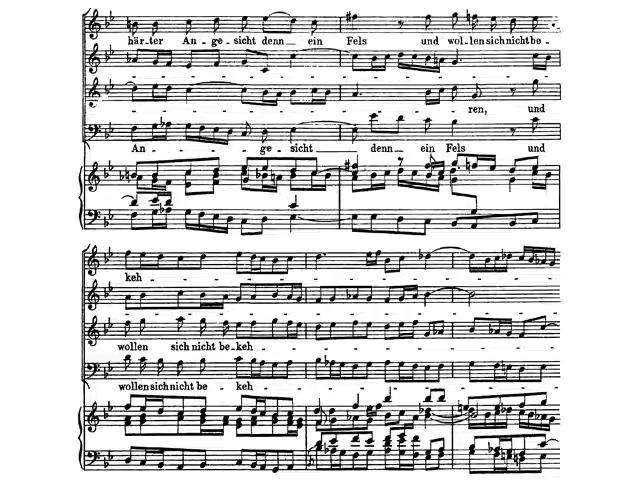 här-ter An-ge-sicht denn ein Fels und wol-len sich nicht be-
ren, und
An-ge-sicht denn ein Fels und
keh-
wollen sich nicht be-keh-
wollen sich nicht be-keh-